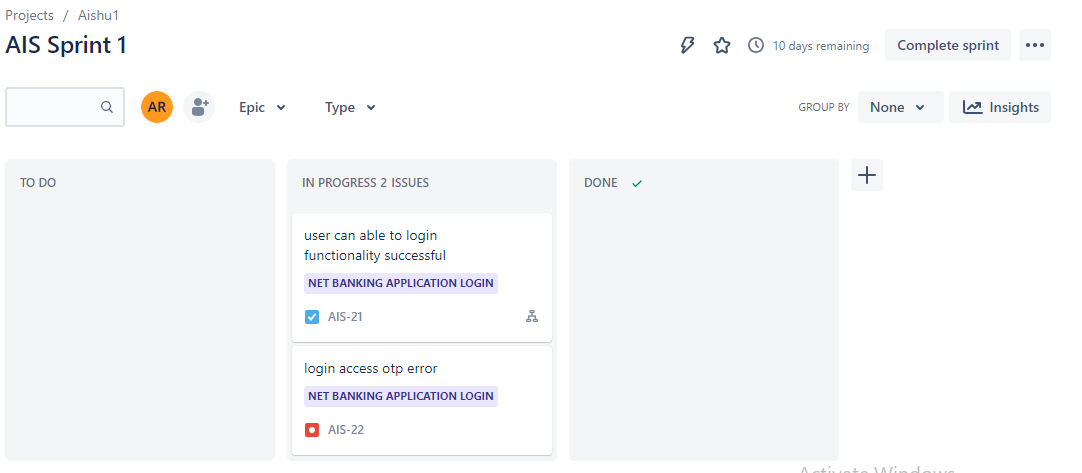 Projects / Aishu1
AIS Sprint 1
10 days remaining
Complete sprint
AR
Epic
Type
GROUP BY
None
Insights
TO DO
IN PROGRESS 2 ISSUES
DONE
user can able to login
functionality successful
NET BANKING APPLICATION LOGIN
AIS-21
login access otp error
NET BANKING APPLICATION LOGIN
AIS-22
Activate Windows